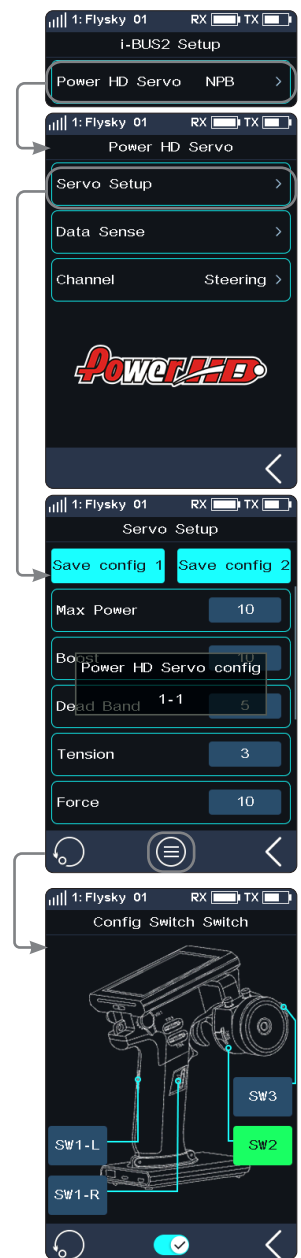 1: Flysky 01 RX TX
i-BUS2 Setup
Power HD Servo NPB >
1: Flysky 01 RX TX
Power HD Servo
Servo Setup >
Data Sense >
Channel Steering >
Power HD
1: Flysky 01 RX TX
Servo Setup
Save config 1 Save config 2
Max Power 10
Boost 10
Power HD Servo config
1-1
Dead Band 5
Tension 3
Force 10
1: Flysky 01 RX TX
Config Switch Switch
SW3
SW1-L SW2
SW1-R